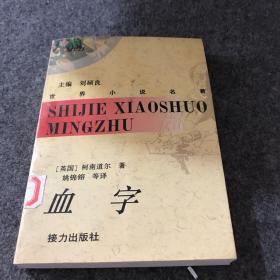 主编 刘硕良
世界小说名著
SHIJIE XIAOSHUO
MINGZHU
[英国] 柯南道尔 著
姚锦镕 等译
血字
接力出版社